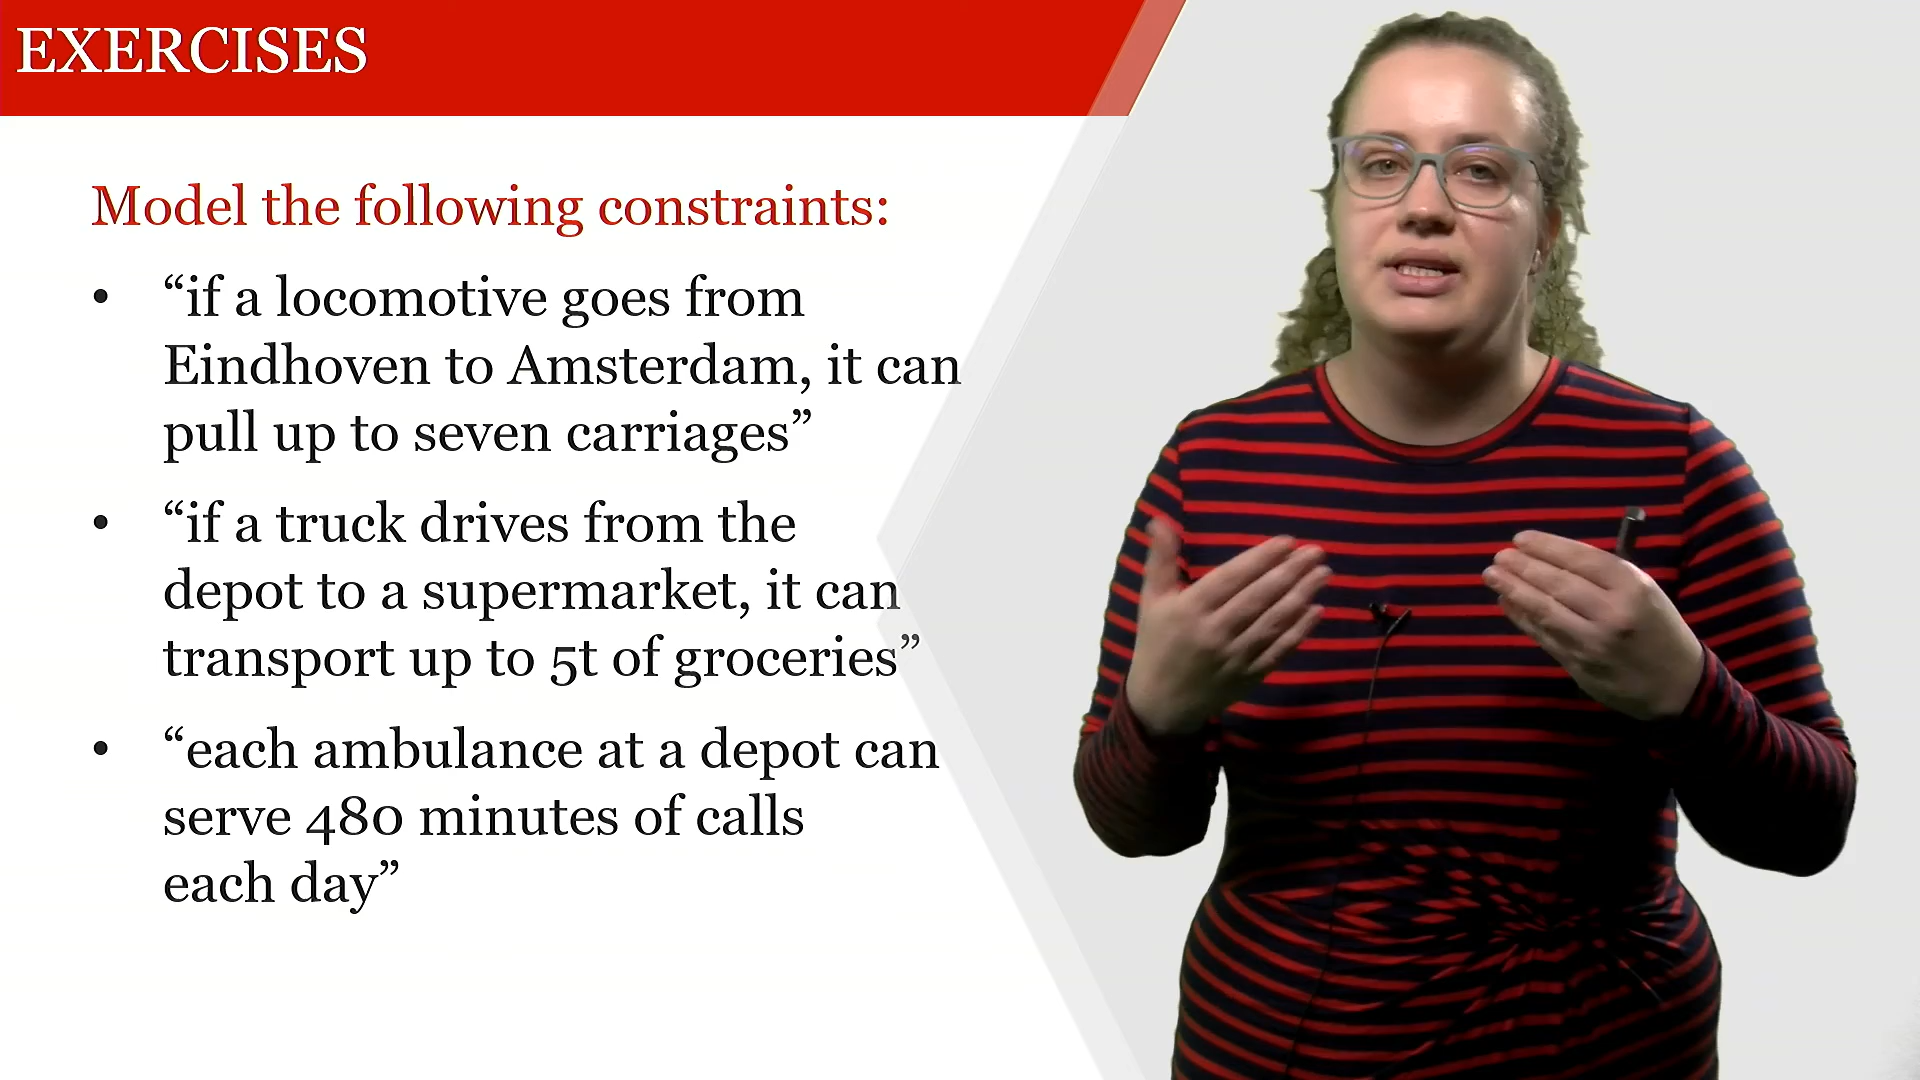 EXERCISES
Model the following constraints:
• “if a locomotive goes from
Eindhoven to Amsterdam, it can
pull up to seven carriages”
• “if a truck drives from the
depot to a supermarket, it can
transport up to 5t of groceries”
• “each ambulance at a depot can
serve 480 minutes of calls
each day”